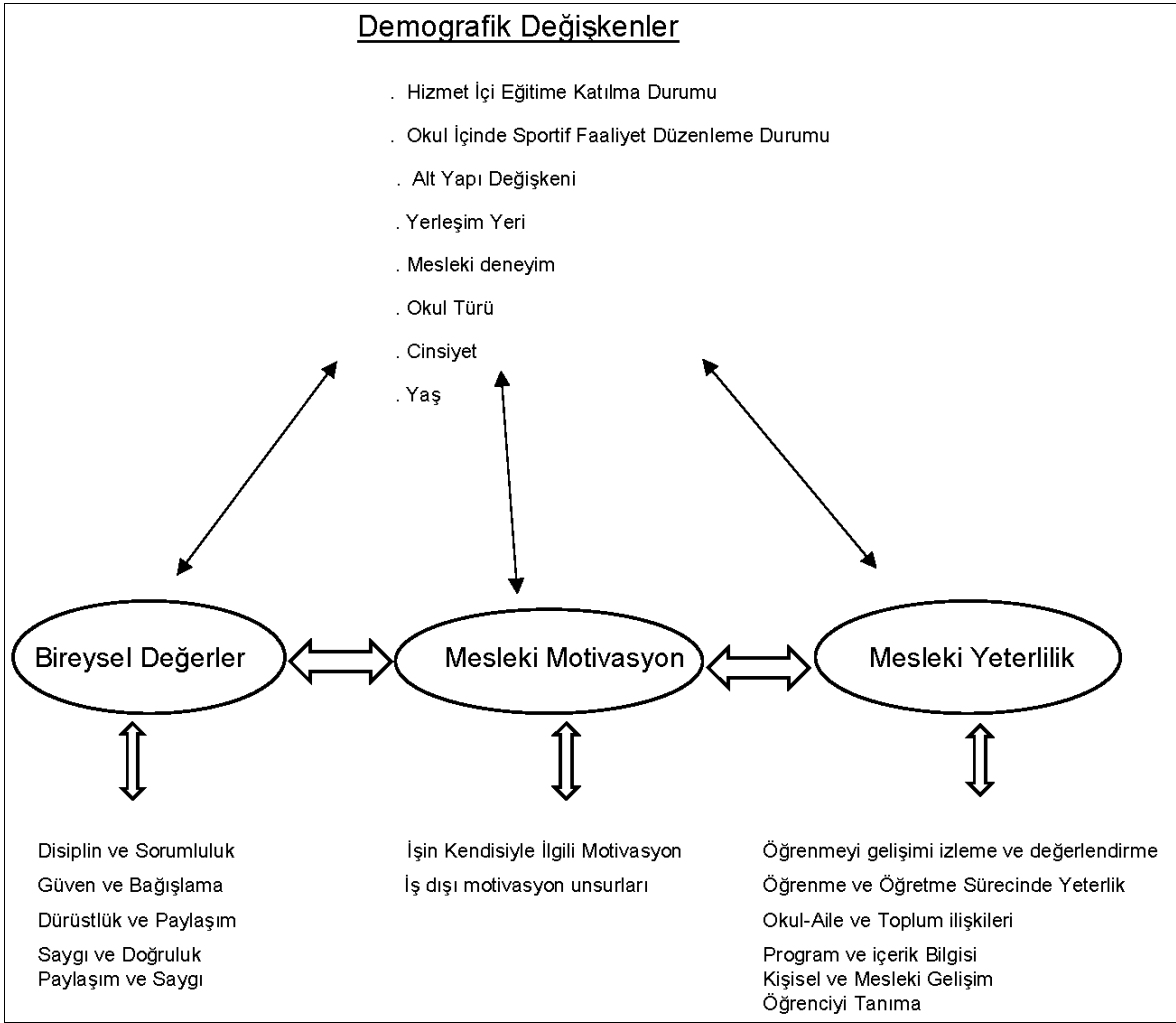 Demografik Değişkenler
. Hizmet İçi Eğitime Katılma Durumu
. Okul İçinde Sportif Faaliyet Düzenleme Durumu
. Alt Yapı Değişkeni
. Yerleşim Yeri
. Mesleki deneyim
. Okul Türü
. Cinsiyet
. Yaş
Bireysel Değerler
Mesleki Motivasyon
Mesleki Yeterlilik
Disiplin ve Sorumluluk
Güven ve Bağışlama
Dürüstlük ve Paylaşım
Saygı ve Doğruluk
Paylaşım ve Saygı
İşin Kendisiyle İlgili Motivasyon
İş dışı motivasyon unsurları
Öğrenmeyi gelişimi izleme ve değerlendirme
Öğrenme ve Öğretme Sürecinde Yeterlik
Okul-Aile ve Toplum ilişkileri
Program ve içerik Bilgisi
Kişisel ve Mesleki Gelişim
Öğrenciyi Tanıma